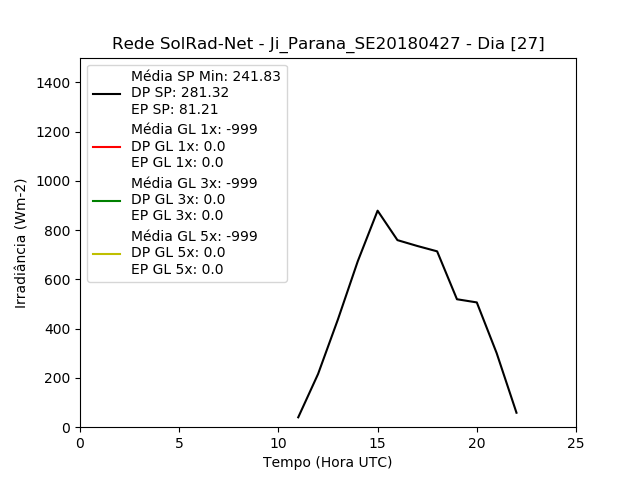 Rede SolRad-Net - Ji_Parana_SE20180427 - Dia [27]
Média SP Min: 241.83
DP SP: 281.32
EP SP: 81.21
Média GL 1x: -999
DP GL 1x: 0.0
EP GL 1x: 0.0
Média GL 3x: -999
DP GL 3x: 0.0
EP GL 3x: 0.0
Média GL 5x: -999
DP GL 5x: 0.0
EP GL 5x: 0.0
Irradiância (Wm-2)
1400
1200
1000
800
600
400
200
0
0 5 10 15 20 25
Tempo (Hora UTC)